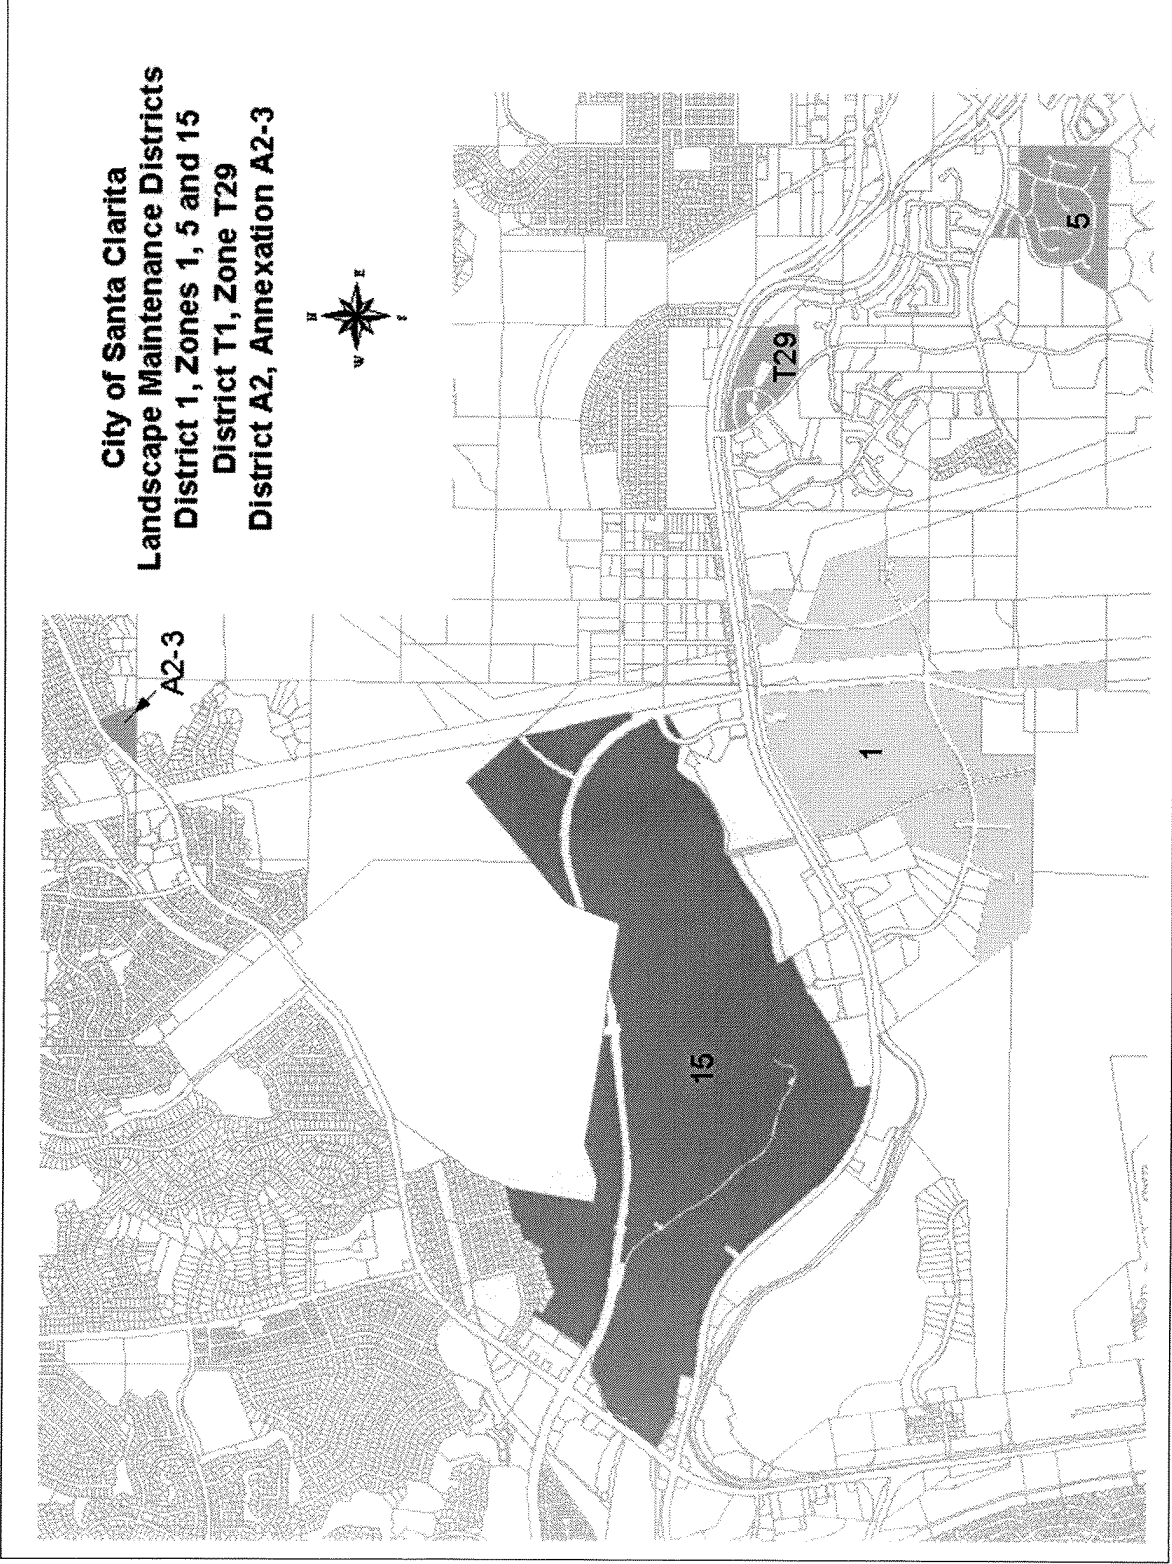 City of Santa Clarita
Landscape Maintenance Districts
District 1, Zones 1, 5 and 15
District T1, Zone T29
District A2, Annexation A2-3
N
W
E
S
A2-3
15
1
T29
5